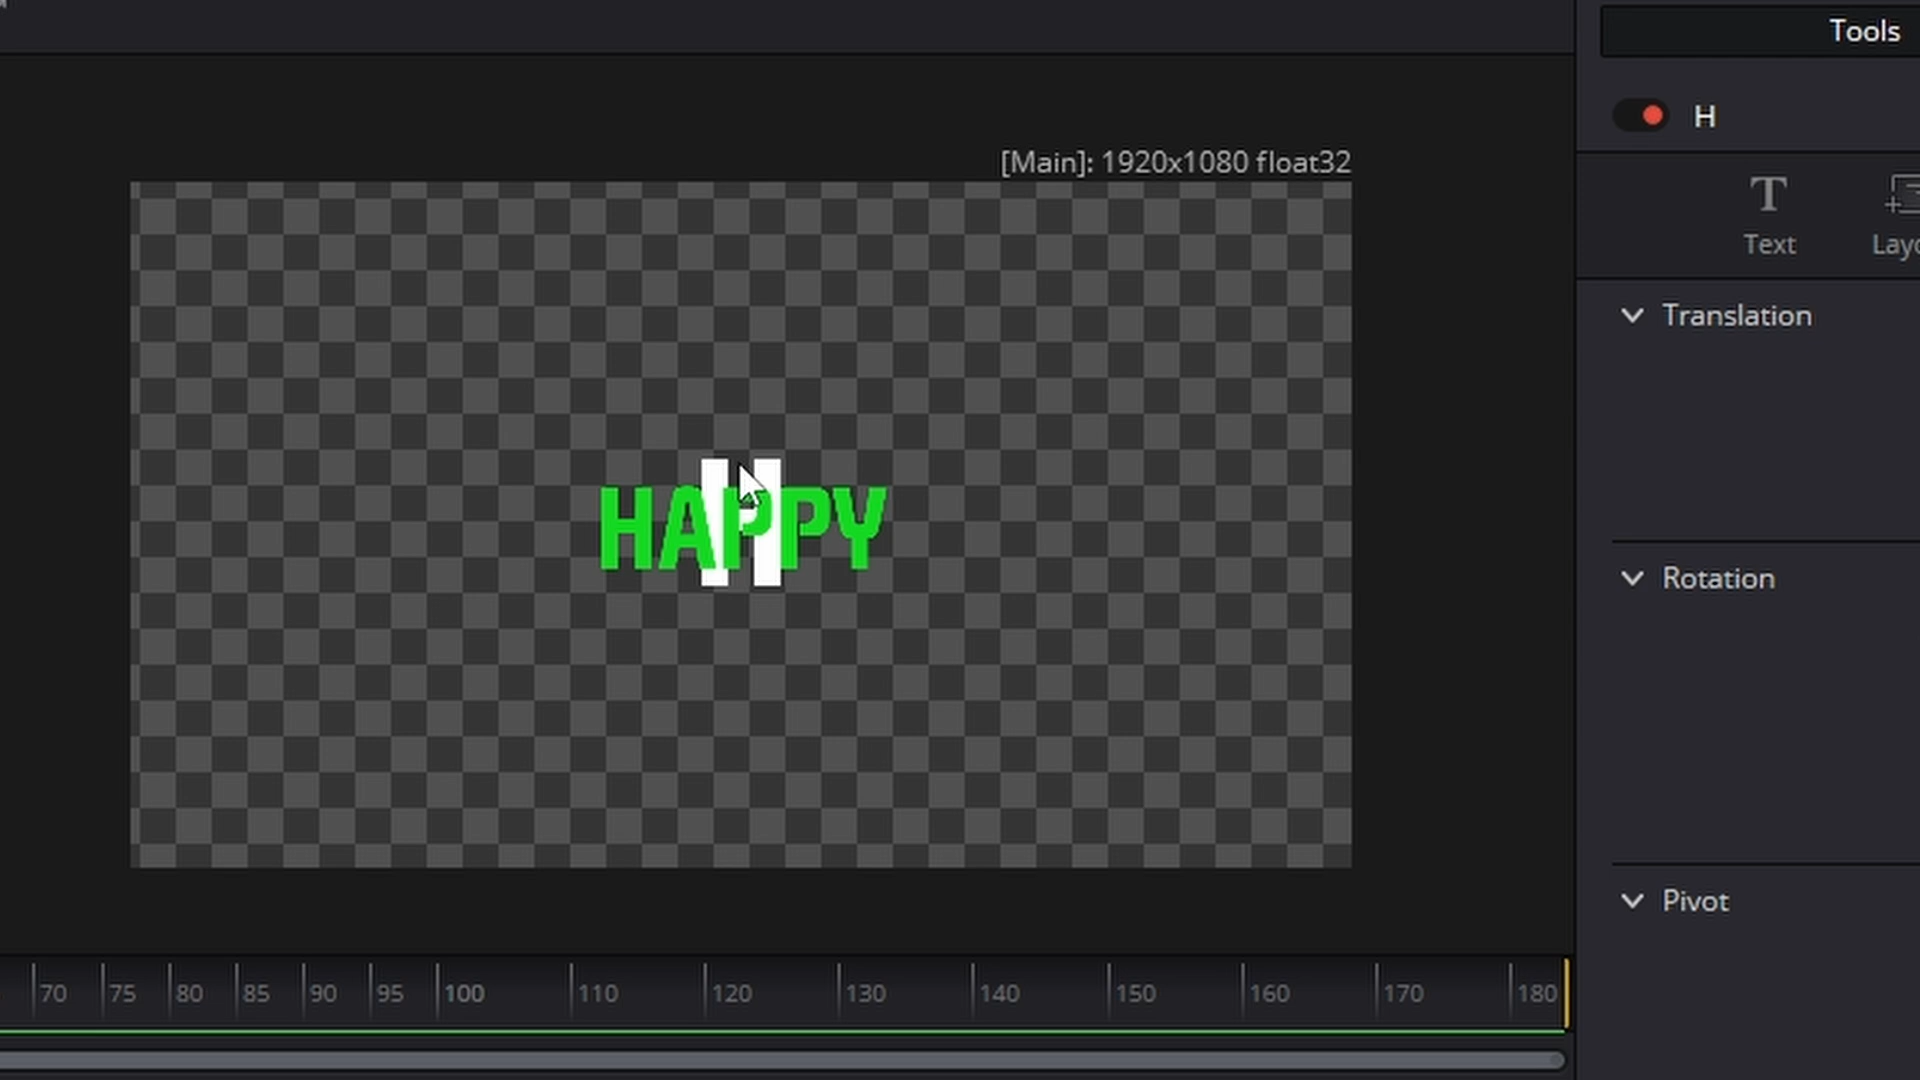 Tools
H
[Main]: 1920x1080 float32
T
Text
Layo
Translation
H
HAPPY
Rotation
Pivot
70 75 80 85 90 95 100 110 120 130 140 150 160 170 180